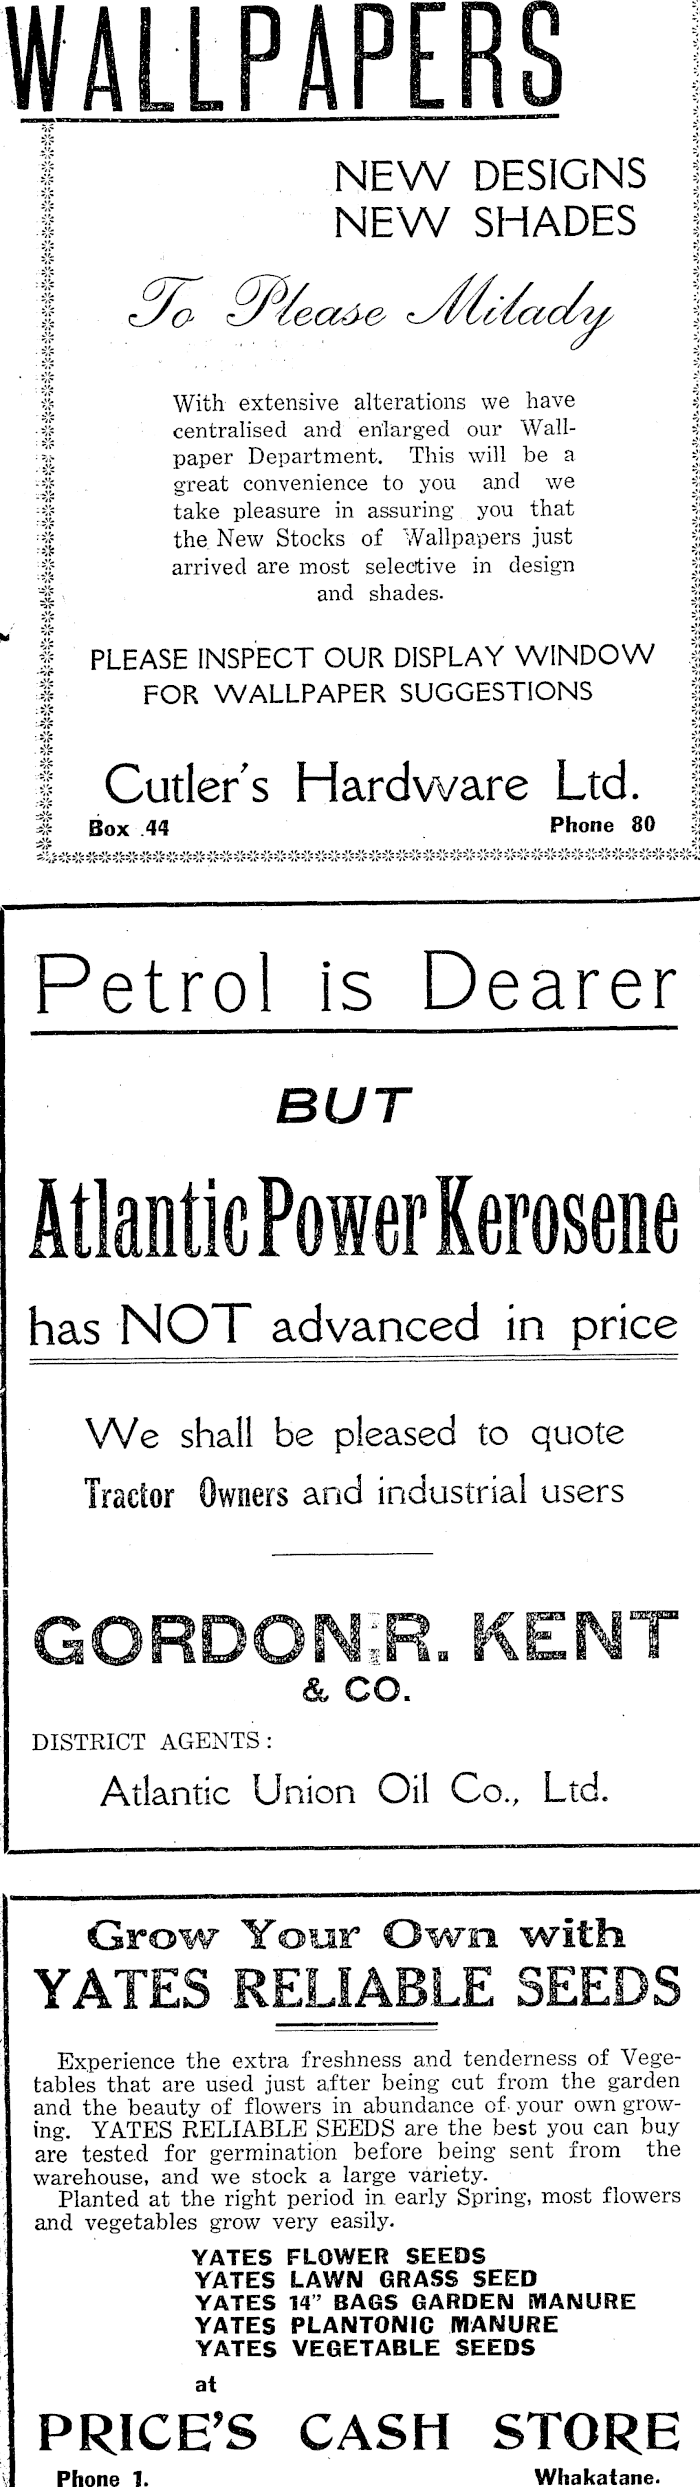 WALLPAPERS
NEW DESIGNS
NEW SHADES
To Please Milady
With extensive alterations we have
centralised and enlarged our Wall-
paper Department. This will be a
great convenience to you and we
take pleasure in assuring you that
the New Stocks of Wallpapers just
arrived are most selective in design
and shades.
PLEASE INSPECT OUR DISPLAY WINDOW
FOR WALLPAPER SUGGESTIONS
Cutler's Hardware Ltd.
Box 44 Phone 80
Petrol is Dearer
BUT
Atlantic Power Kerosene
has NOT advanced in price
We shall be pleased to quote
Tractor Owners and industrial users
GORDON R. KENT
& CO.
DISTRICT AGENTS:
Atlantic Union Oil Co., Ltd.
Grow Your Own with
YATES RELIABLE SEEDS
Experience the extra freshness and tenderness of Vege-
tables that are used just after being cut from the garden
and the beauty of flowers in abundance of your own grow-
ing. YATES RELIABLE SEEDS are the best you can buy
are tested for germination before being sent from the
warehouse, and we stock a large variety.
Planted at the right period in early Spring, most flowers
and vegetables grow very easily.
YATES FLOWER SEEDS
YATES LAWN GRASS SEED
YATES 14" BAGS GARDEN MANURE
YATES PLANTONIC MANURE
YATES VEGETABLE SEEDS
at
PRICE'S CASH STORE
Phone 1. Whakatane.